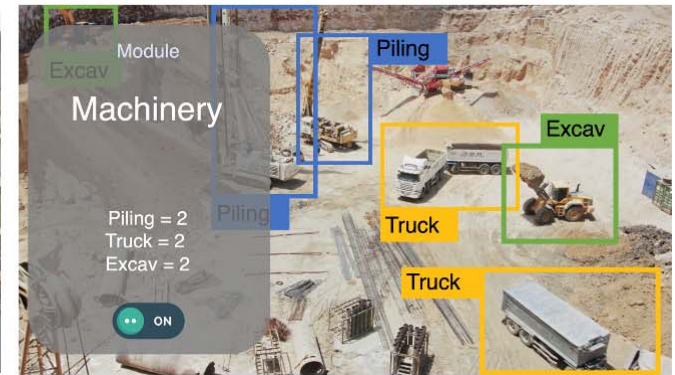 Module
Machinery
Piling = 2
Truck = 2
Excav = 2
ON
Excav
Piling
Piling
Excav
Truck
Truck